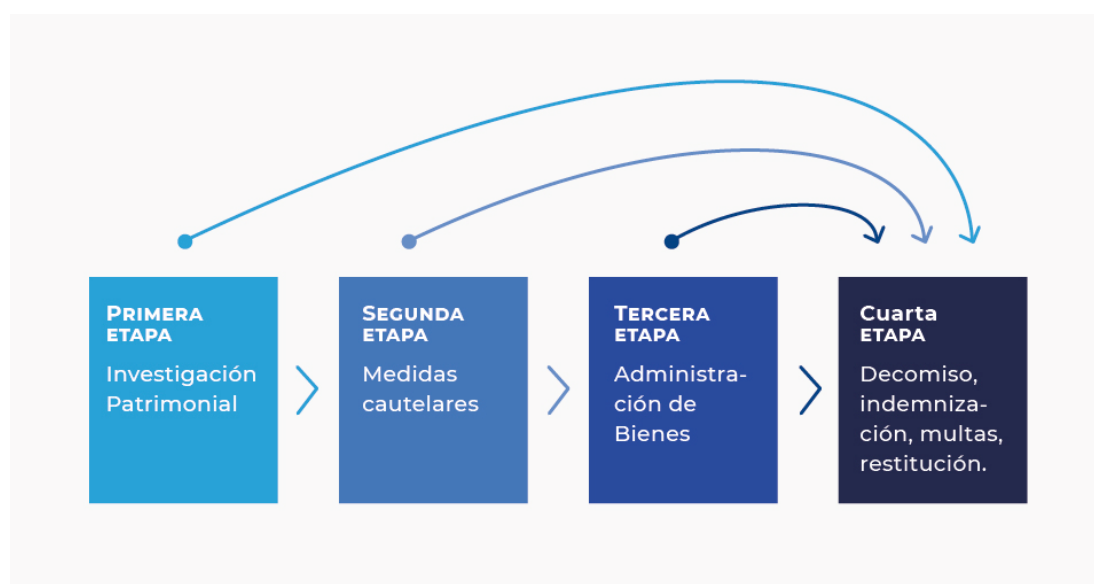 PRIMERA
ETAPA
Investigación
Patrimonial
SEGUNDA
ETAPA
Medidas
cautelares
TERCERA
ETAPA
Administra-
ción de
Bienes
Cuarta
ETAPA
Decomiso,
indemniza-
ción, multas,
restitución.